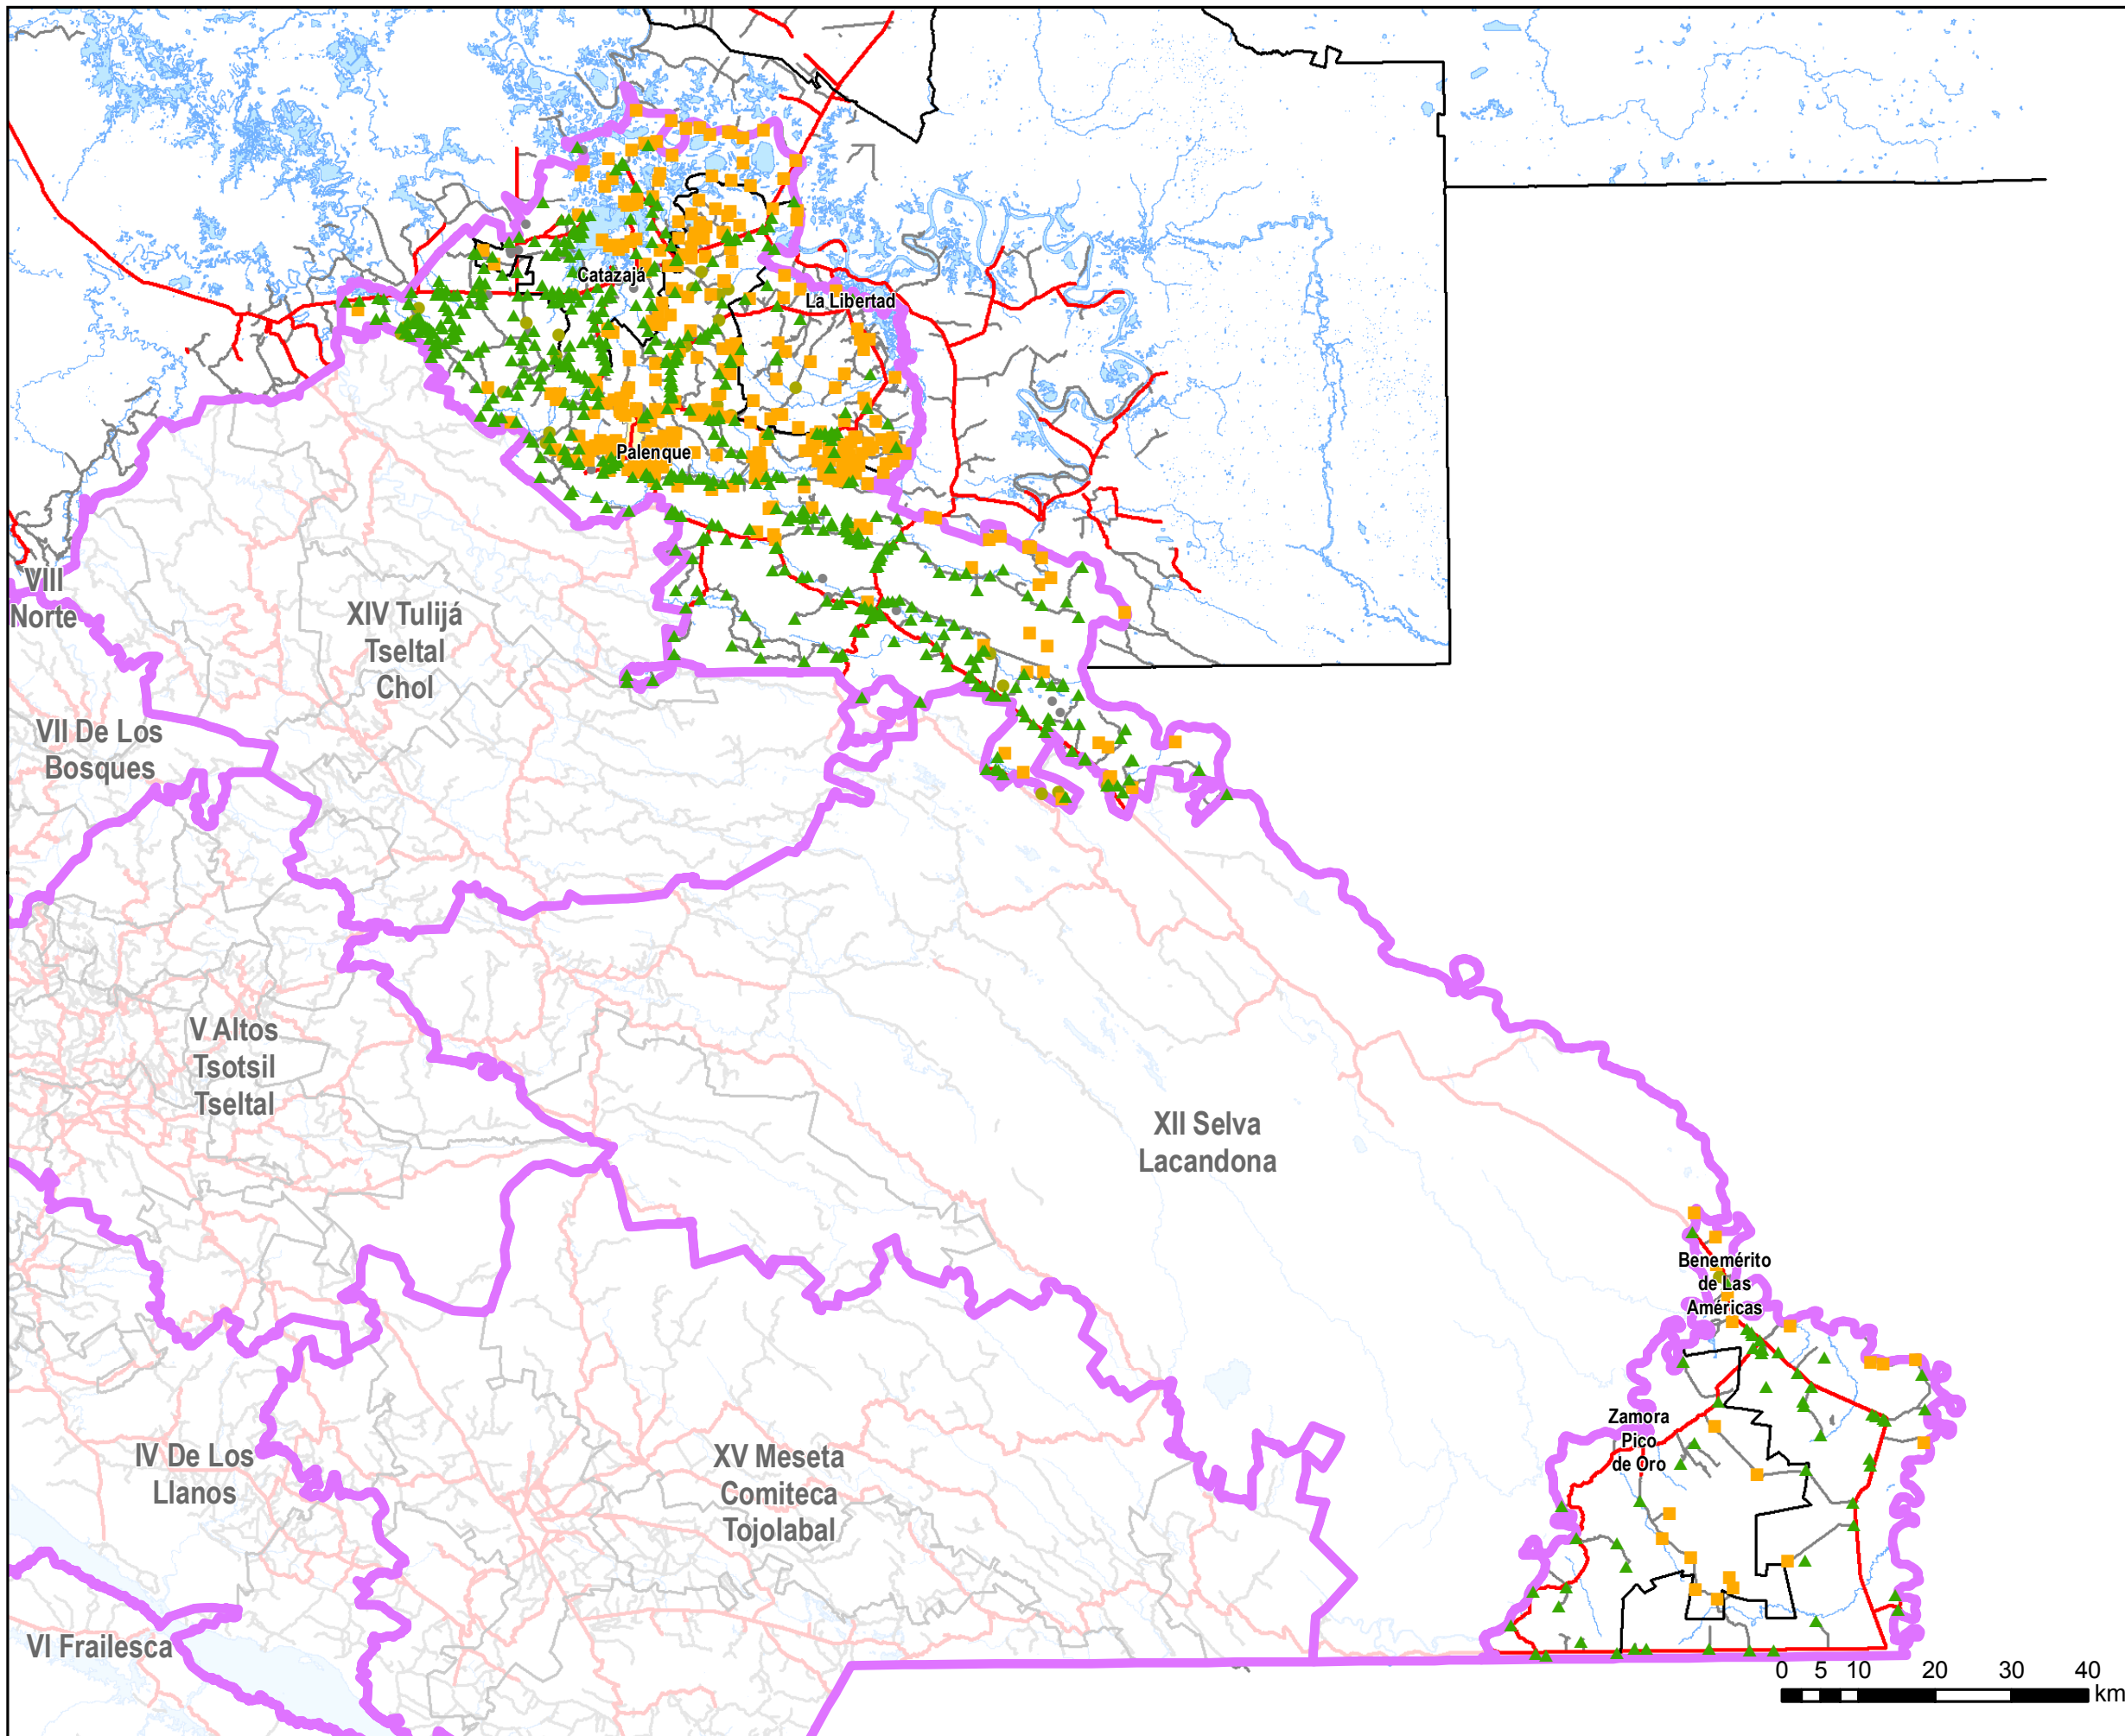 Catazajá
La Libertad
Palenque
VIII
Norte
XIV Tulijá
Tseltal
Chol
VII De Los
Bosques
V Altos
Tsotsil
Tseltal
XII Selva
Lacandona
Benemérito
de Las
Américas
Zamora
Pico
de Oro
IV De Los
Llanos
XV Meseta
Comiteca
Tojolabal
VI Frailesca
0 5 10 20 30 40
km